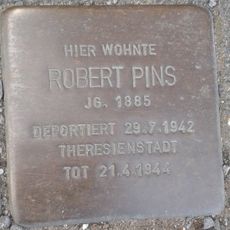 HIER WOHNTE
ROBERT PINS
JG. 1885
DEPORTIERT 29.7.1942
THERESIENSTADT
TOT 21.4.1944